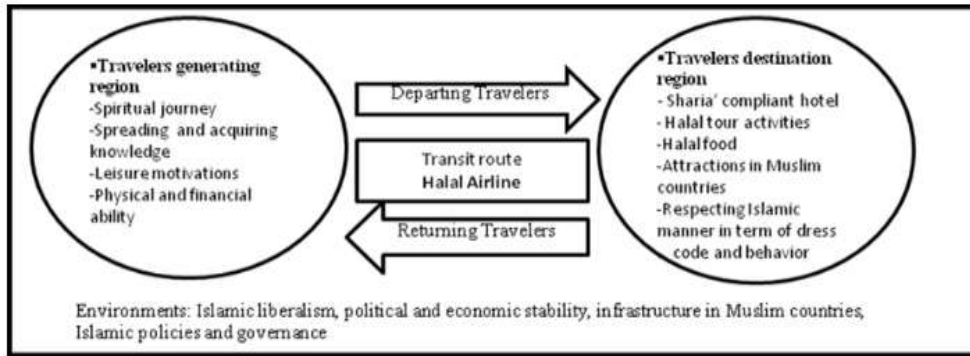 ▪Travelers generating
region
-Spiritual journey
-Spreading and acquiring
knowledge
-Leisure motivations
-Physical and financial
ability
Departing Travelers
Transit route
Halal Airline
Returning Travelers
▪Travelers destination
region
- Sharia' compliant hotel
-Halal tour activities
-Halal food
-Attractions in Muslim
countries
-Respecting Islamic
manner in term of dress
code and behavior
Environments: Islamic liberalism, political and economic stability, infrastructure in Muslim countries,
Islamic policies and governance